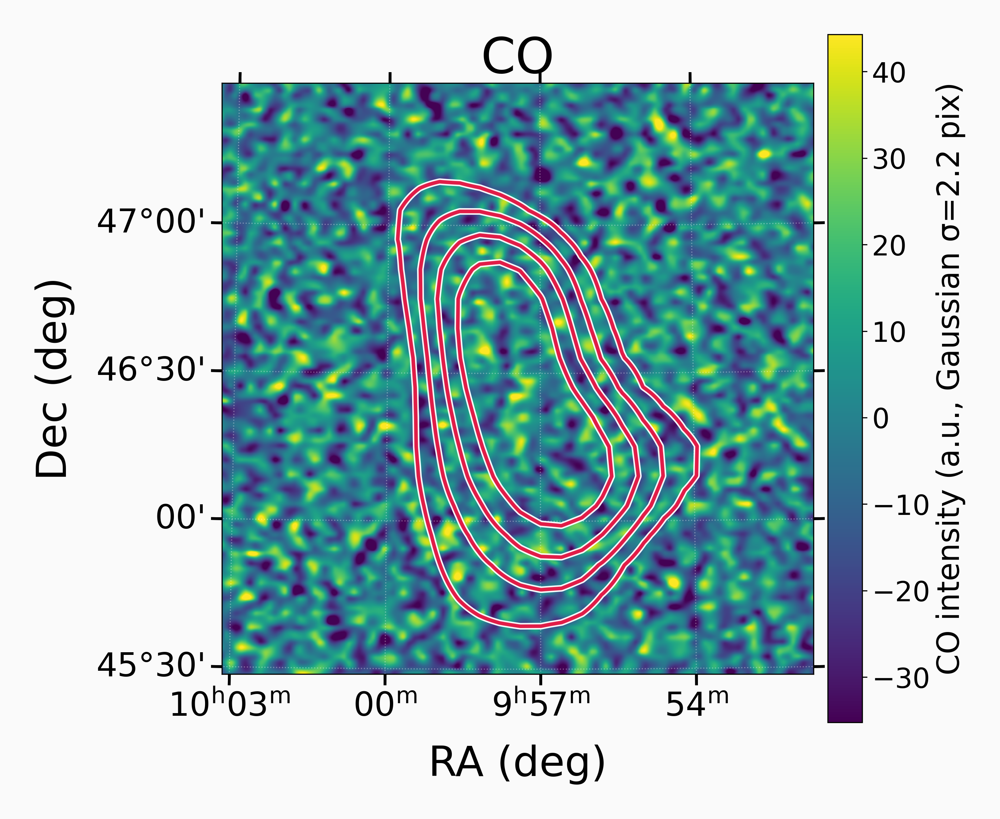 CO
47°00'
46°30'
00'
45°30'
Dec (deg)
10ʰ03ᵐ
00ᵐ
9ʰ57ᵐ
54ᵐ
RA (deg)
40
30
20
10
0
−10
−20
−30
CO intensity (a.u., Gaussian σ=2.2 pix)